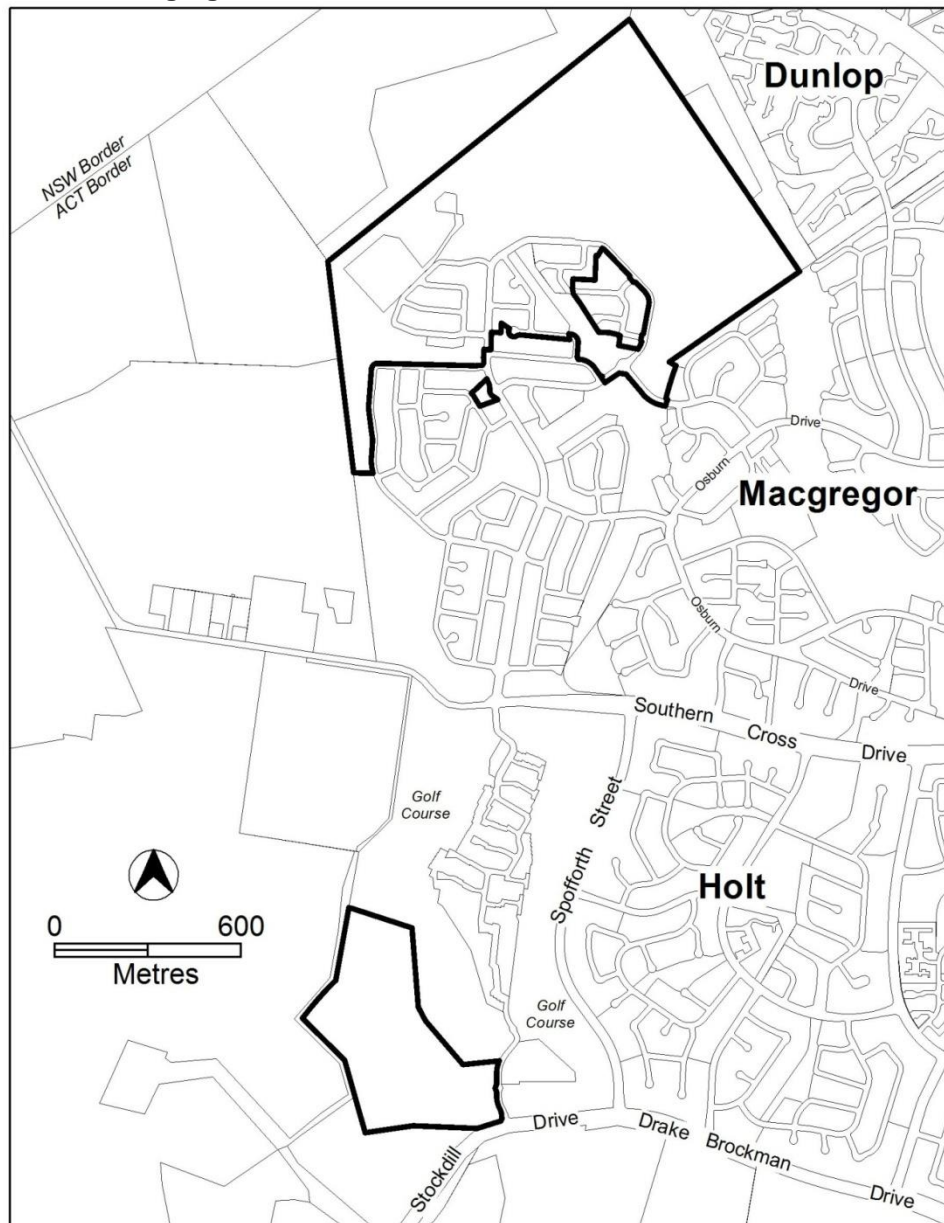 Dunlop
NSW Border
ACT Border
Drive
Osburn
Macgregor
Osburn
Drive
Southern
Cross
Drive
Golf
Course
Spofforth Street
Holt
0 600
Metres
Golf
Course
Drive
Drake
Brockman
Drive
Stockdill